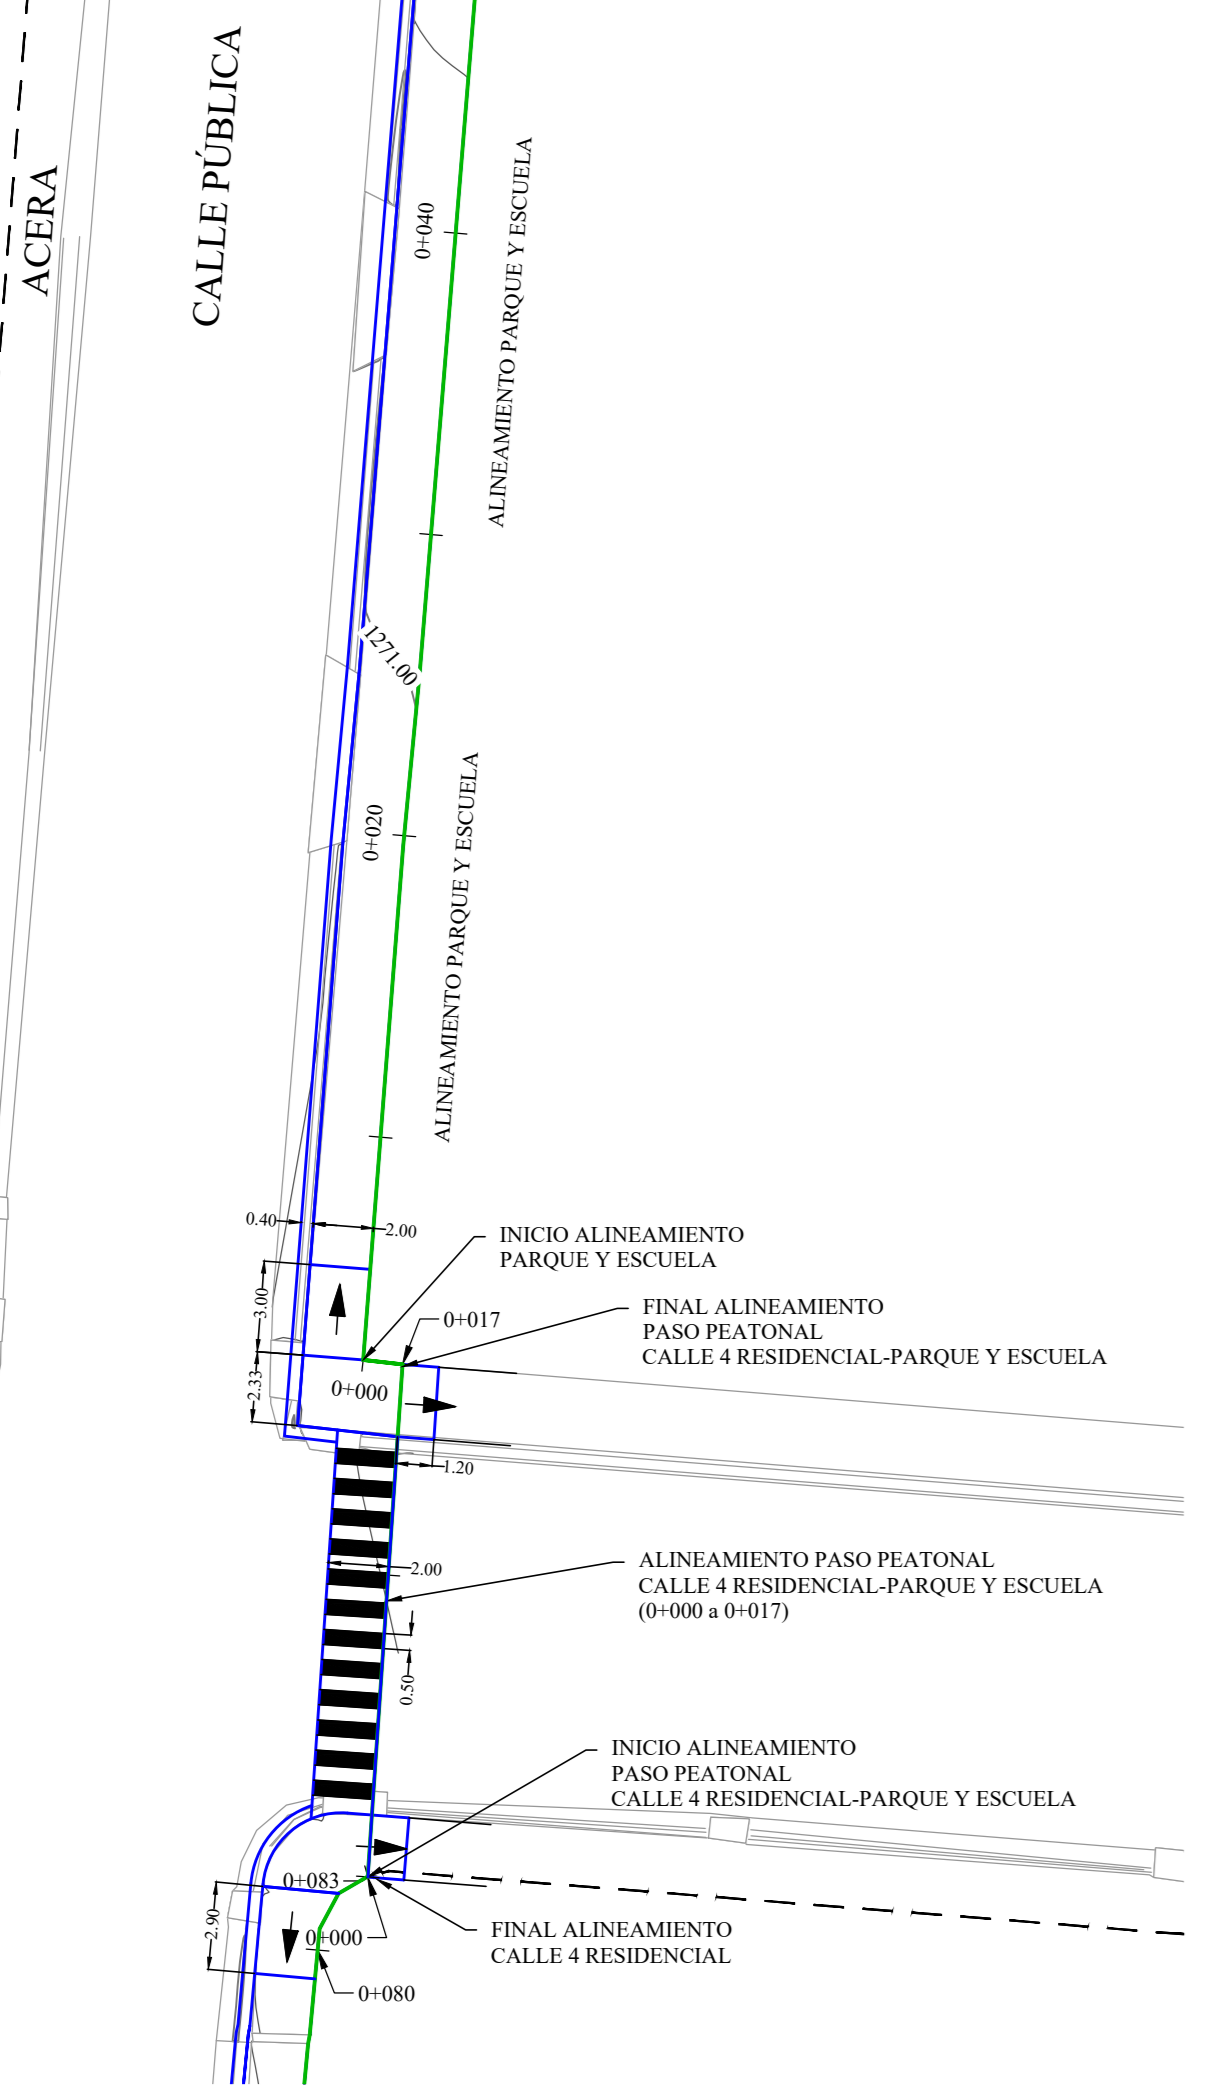 CALLE PÚBLICA
ACERA
0+040
ALINEAMIENTO PARQUE Y ESCUELA
1271.00
0+020
ALINEAMIENTO PARQUE Y ESCUELA
0.40
2.00
INICIO ALINEAMIENTO
PARQUE Y ESCUELA
3.00
0+017
FINAL ALINEAMIENTO
PASO PEATONAL
CALLE 4 RESIDENCIAL-PARQUE Y ESCUELA
2.33
0+000
1.20
2.00
ALINEAMIENTO PASO PEATONAL
CALLE 4 RESIDENCIAL-PARQUE Y ESCUELA
(0+000 a 0+017)
0.50
INICIO ALINEAMIENTO
PASO PEATONAL
CALLE 4 RESIDENCIAL-PARQUE Y ESCUELA
0+083
2.90
0+000
FINAL ALINEAMIENTO
CALLE 4 RESIDENCIAL
0+080